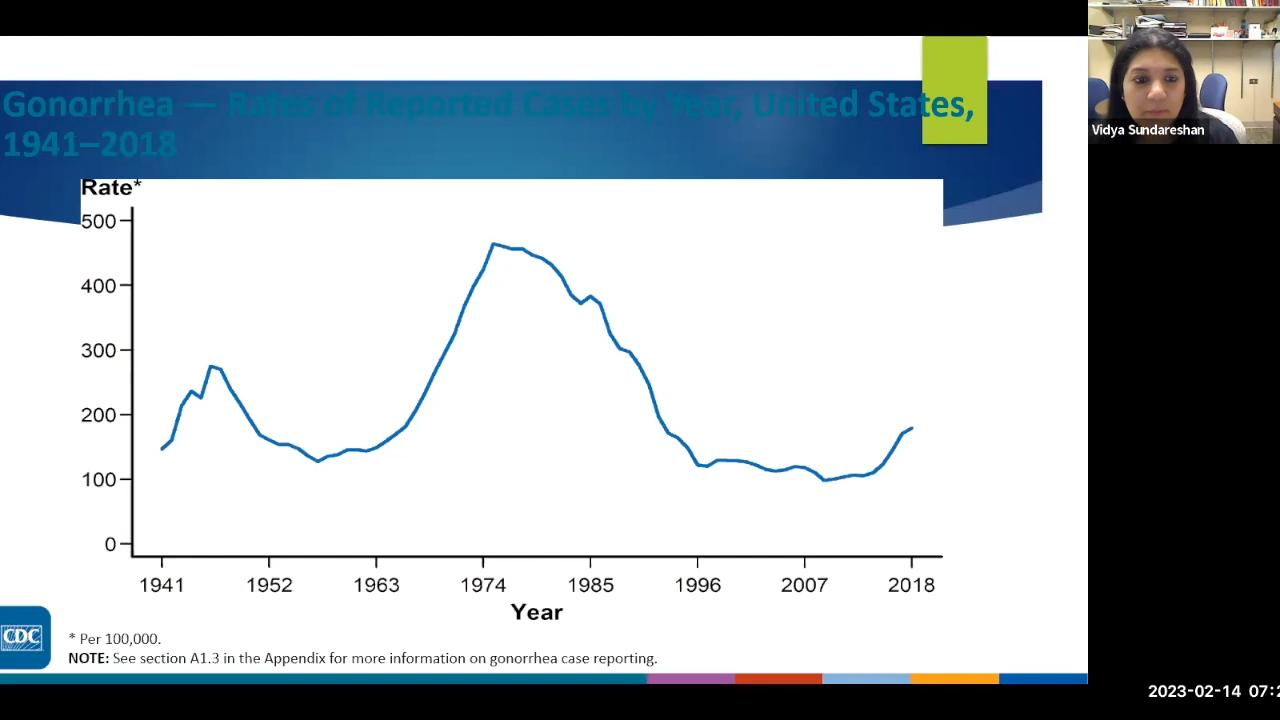 Gonorrhea — Rates of Reported Cases by Year, United States,
1941–2018
Vidya Sundareshan
Rate*
500
400
300
200
100
0
1941 1952 1963 1974 1985 1996 2007 2018
Year
CDC
* Per 100,000.
NOTE: See section A1.3 in the Appendix for more information on gonorrhea case reporting.
2023-02-14 07:2